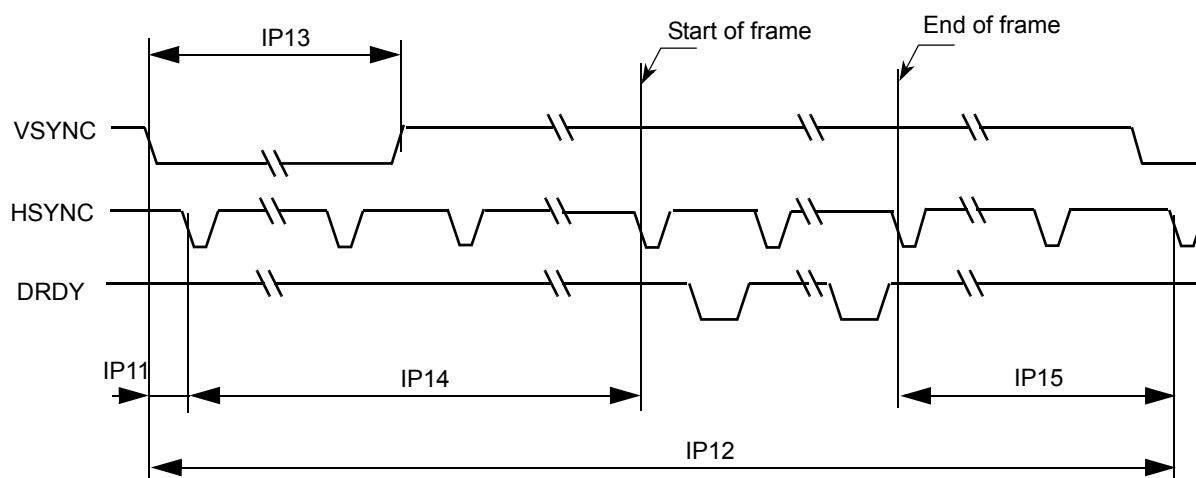 IP13
Start of frame
End of frame
VSYNC
HSYNC
DRDY
IP11
IP14
IP15
IP12